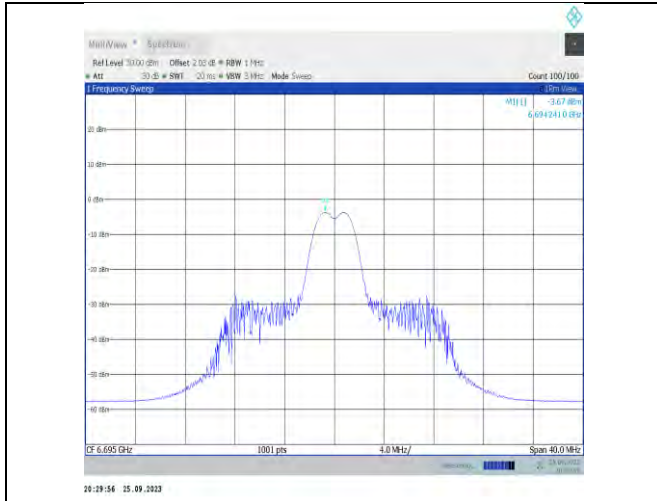 MultiView Spectrum
Ref Level 30.00 dBm Offset 2.03 dB RBW 1 MHz
Att 30 dB SWT 20 ms VBW 3 MHz Mode Sweep Count 100/100
1 Frequency Sweep 1Rm View
M1[1] -3.67 dBm
6.6942410 GHz
20 dBm
10 dBm
0 dBm
-10 dBm
-20 dBm
-30 dBm
-40 dBm
-50 dBm
-60 dBm
CF 6.695 GHz 1001 pts 4.0 MHz/ Span 40.0 MHz
20:29:56 25.09.2023